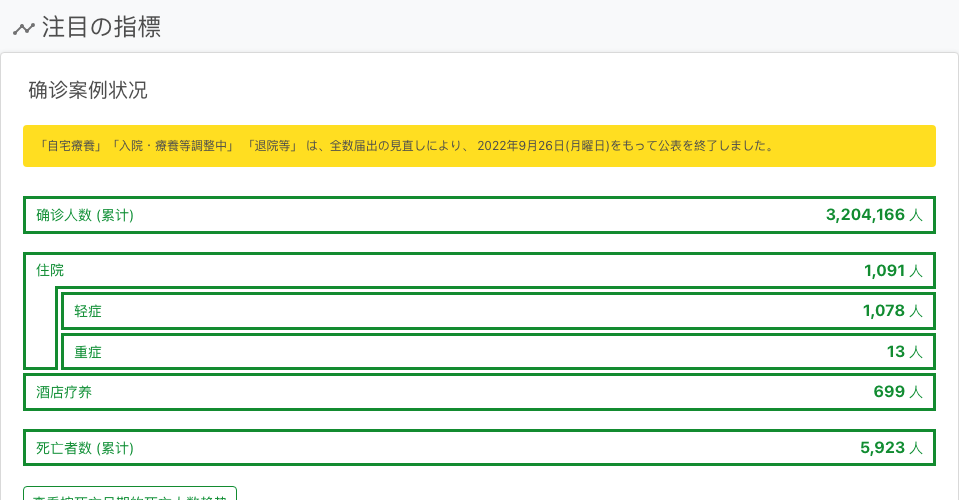 注目の指標
确诊案例状况
「自宅療養」「入院・療養等調整中」 「退院等」 は、全数届出の見直しにより、 2022年9月26日(月曜日)をもって公表を終了しました。
确诊人数 (累计) 3,204,166 人
住院 1,091 人
轻症 1,078 人
重症 13 人
酒店疗养 699 人
死亡者数 (累计) 5,923 人